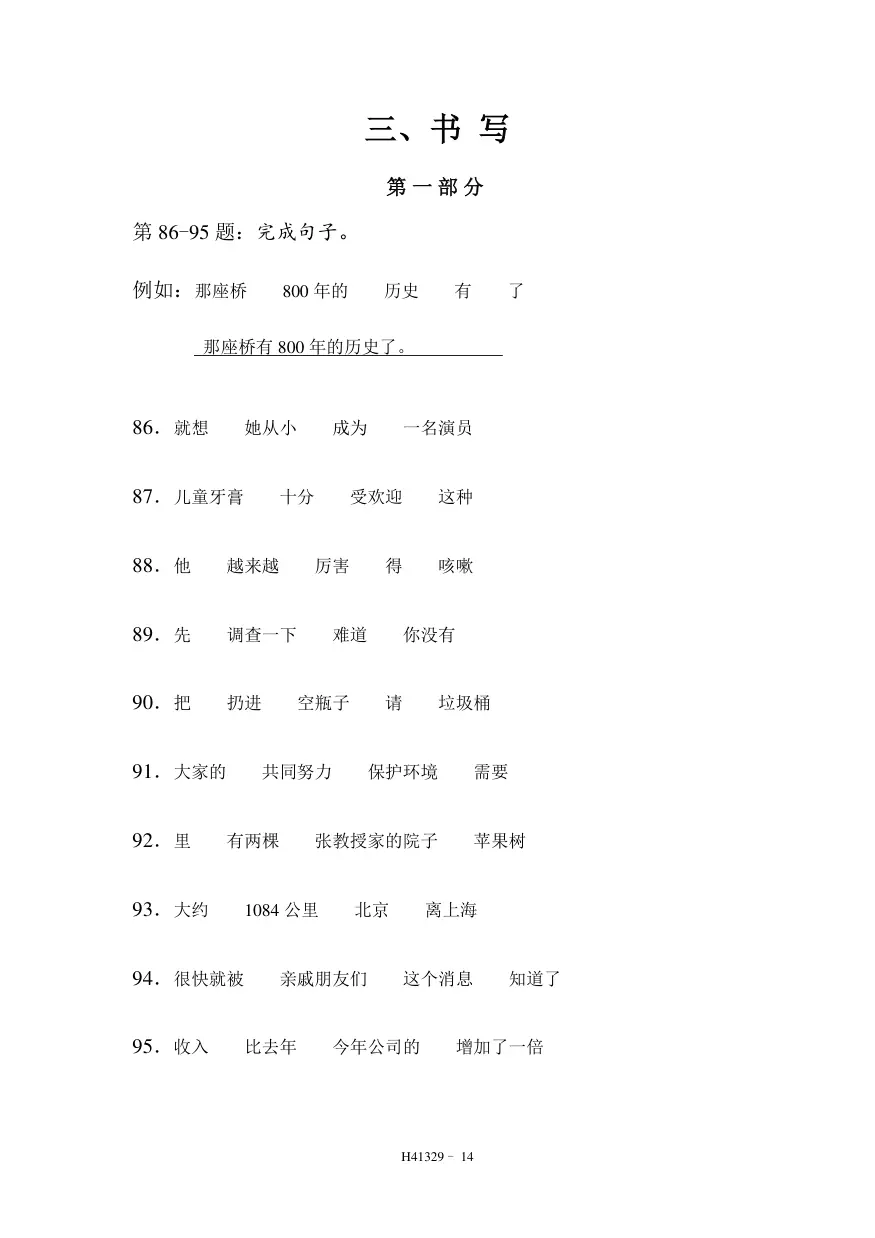 三、书 写
第一部分
第 86-95 题：完成句子。
例如：那座桥 800 年的 历史 有 了
那座桥有 800 年的历史了。
86．就想 她从小 成为 一名演员
87．儿童牙膏 十分 受欢迎 这种
88．他 越来越 厉害 得 咳嗽
89．先 调查一下 难道 你没有
90．把 扔进 空瓶子 请 垃圾桶
91．大家的 共同努力 保护环境 需要
92．里 有两棵 张教授家的院子 苹果树
93．大约 1084 公里 北京 离上海
94．很快就被 亲戚朋友们 这个消息 知道了
95．收入 比去年 今年公司的 增加了一倍
H41329﹣ 14